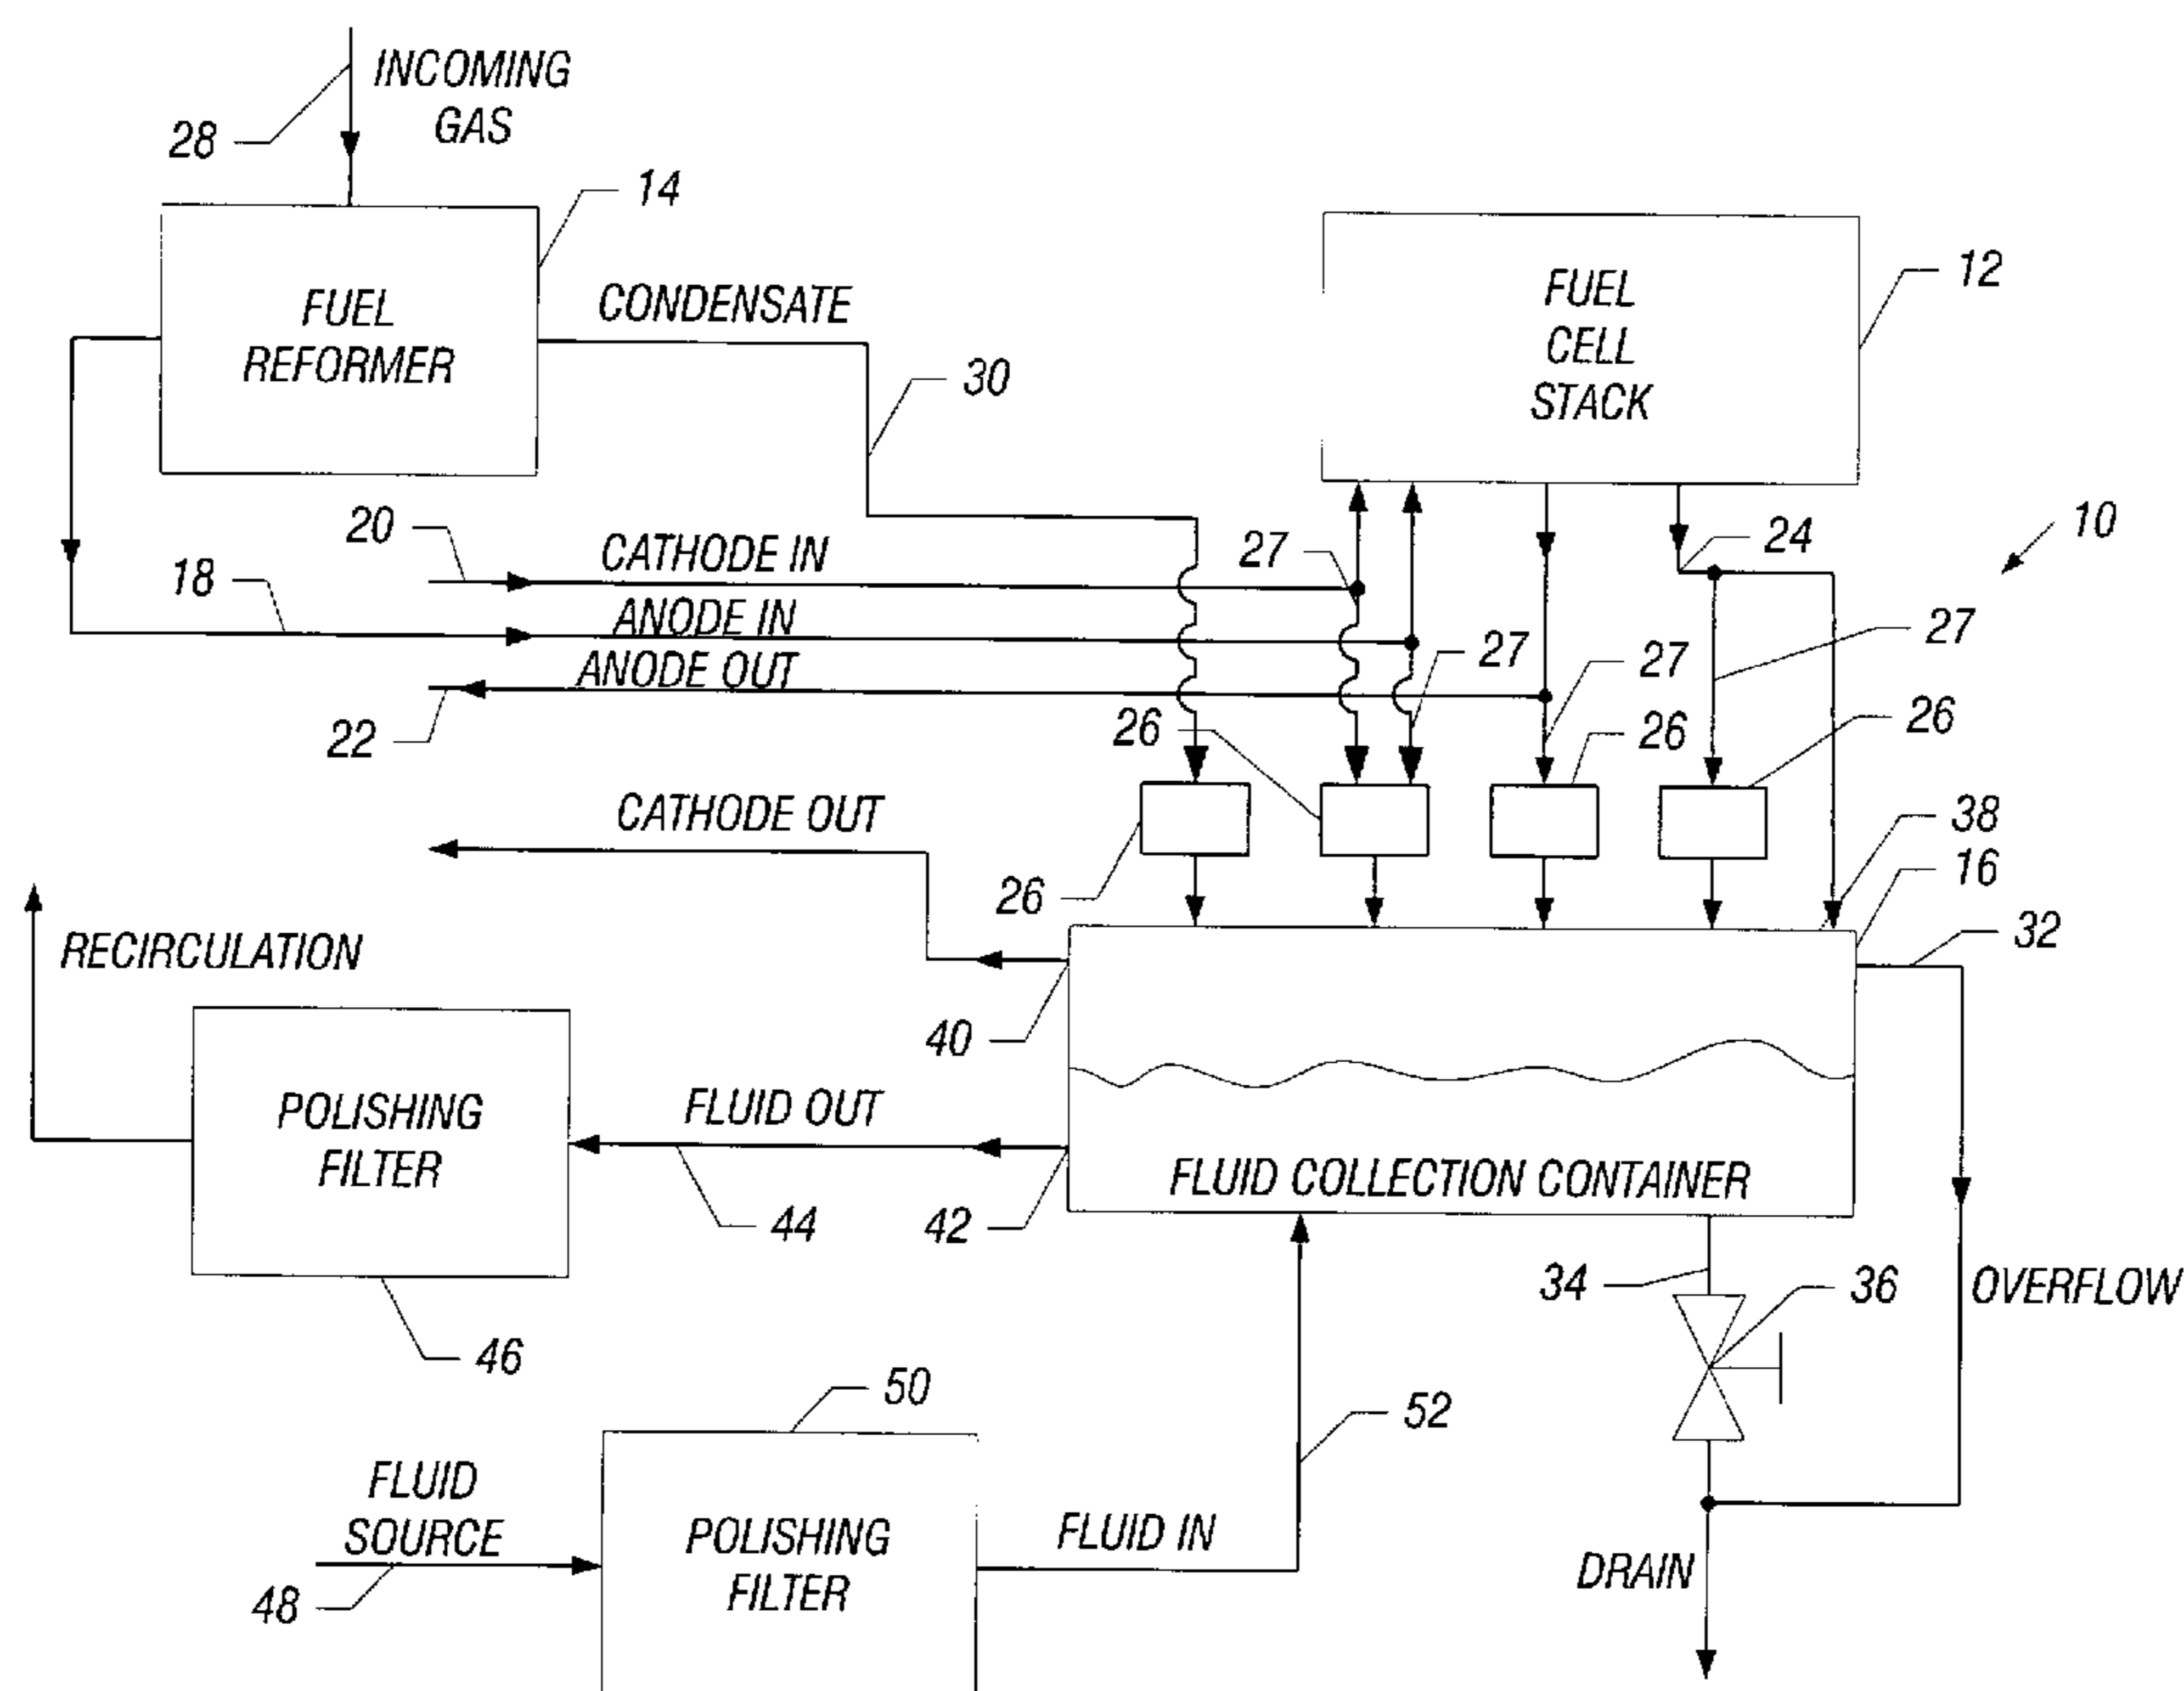 INCOMING
GAS
28
14
FUEL
REFORMER
CONDENSATE
30
FUEL
CELL
STACK
12
10
20
CATHODE IN
27
24
18
ANODE IN
27
27
27
ANODE OUT
22
26
26
26
CATHODE OUT
38
16
26
32
RECIRCULATION
40
POLISHING
FILTER
FLUID OUT
FLUID COLLECTION CONTAINER
44
42
34
36
OVERFLOW
46
50
52
FLUID
SOURCE
POLISHING
FILTER
FLUID IN
DRAIN
48